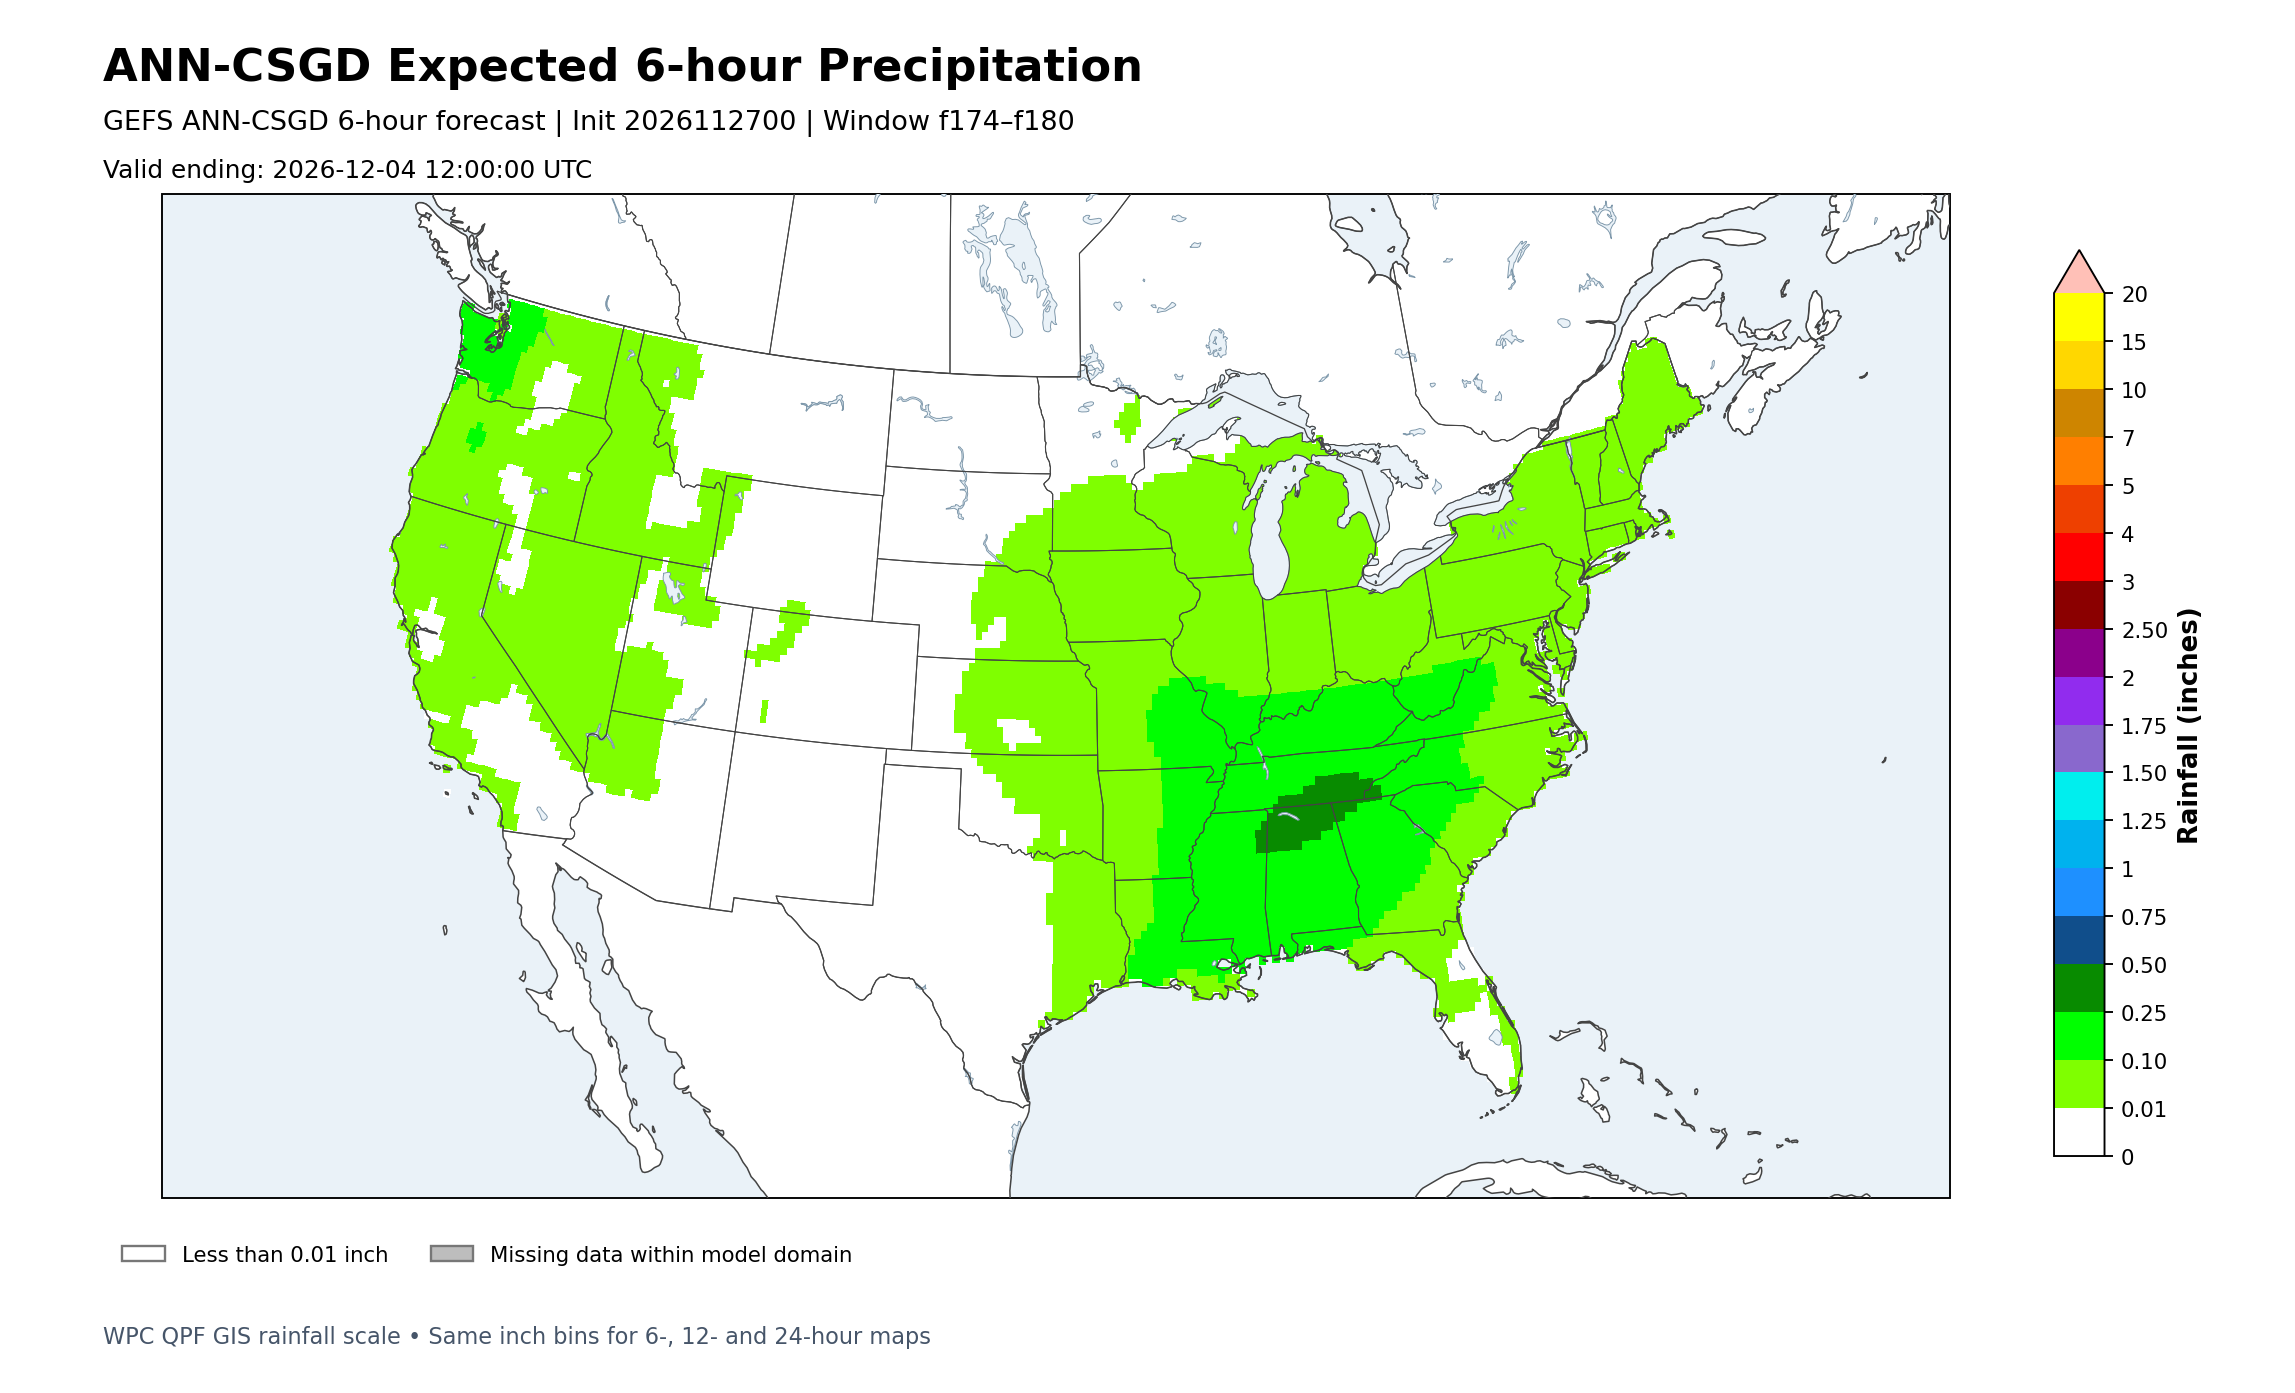 ANN-CSGD Expected 6-hour Precipitation
GEFS ANN-CSGD 6-hour forecast | Init 2026112700 | Window f174–f180
Valid ending: 2026-12-04 12:00:00 UTC
20
15
10
7
5
4
3
2.50
2
1.75
1.50
1.25
1
0.75
0.50
0.25
0.10
0.01
0
Rainfall (inches)
Less than 0.01 inch
Missing data within model domain
WPC QPF GIS rainfall scale • Same inch bins for 6-, 12- and 24-hour maps